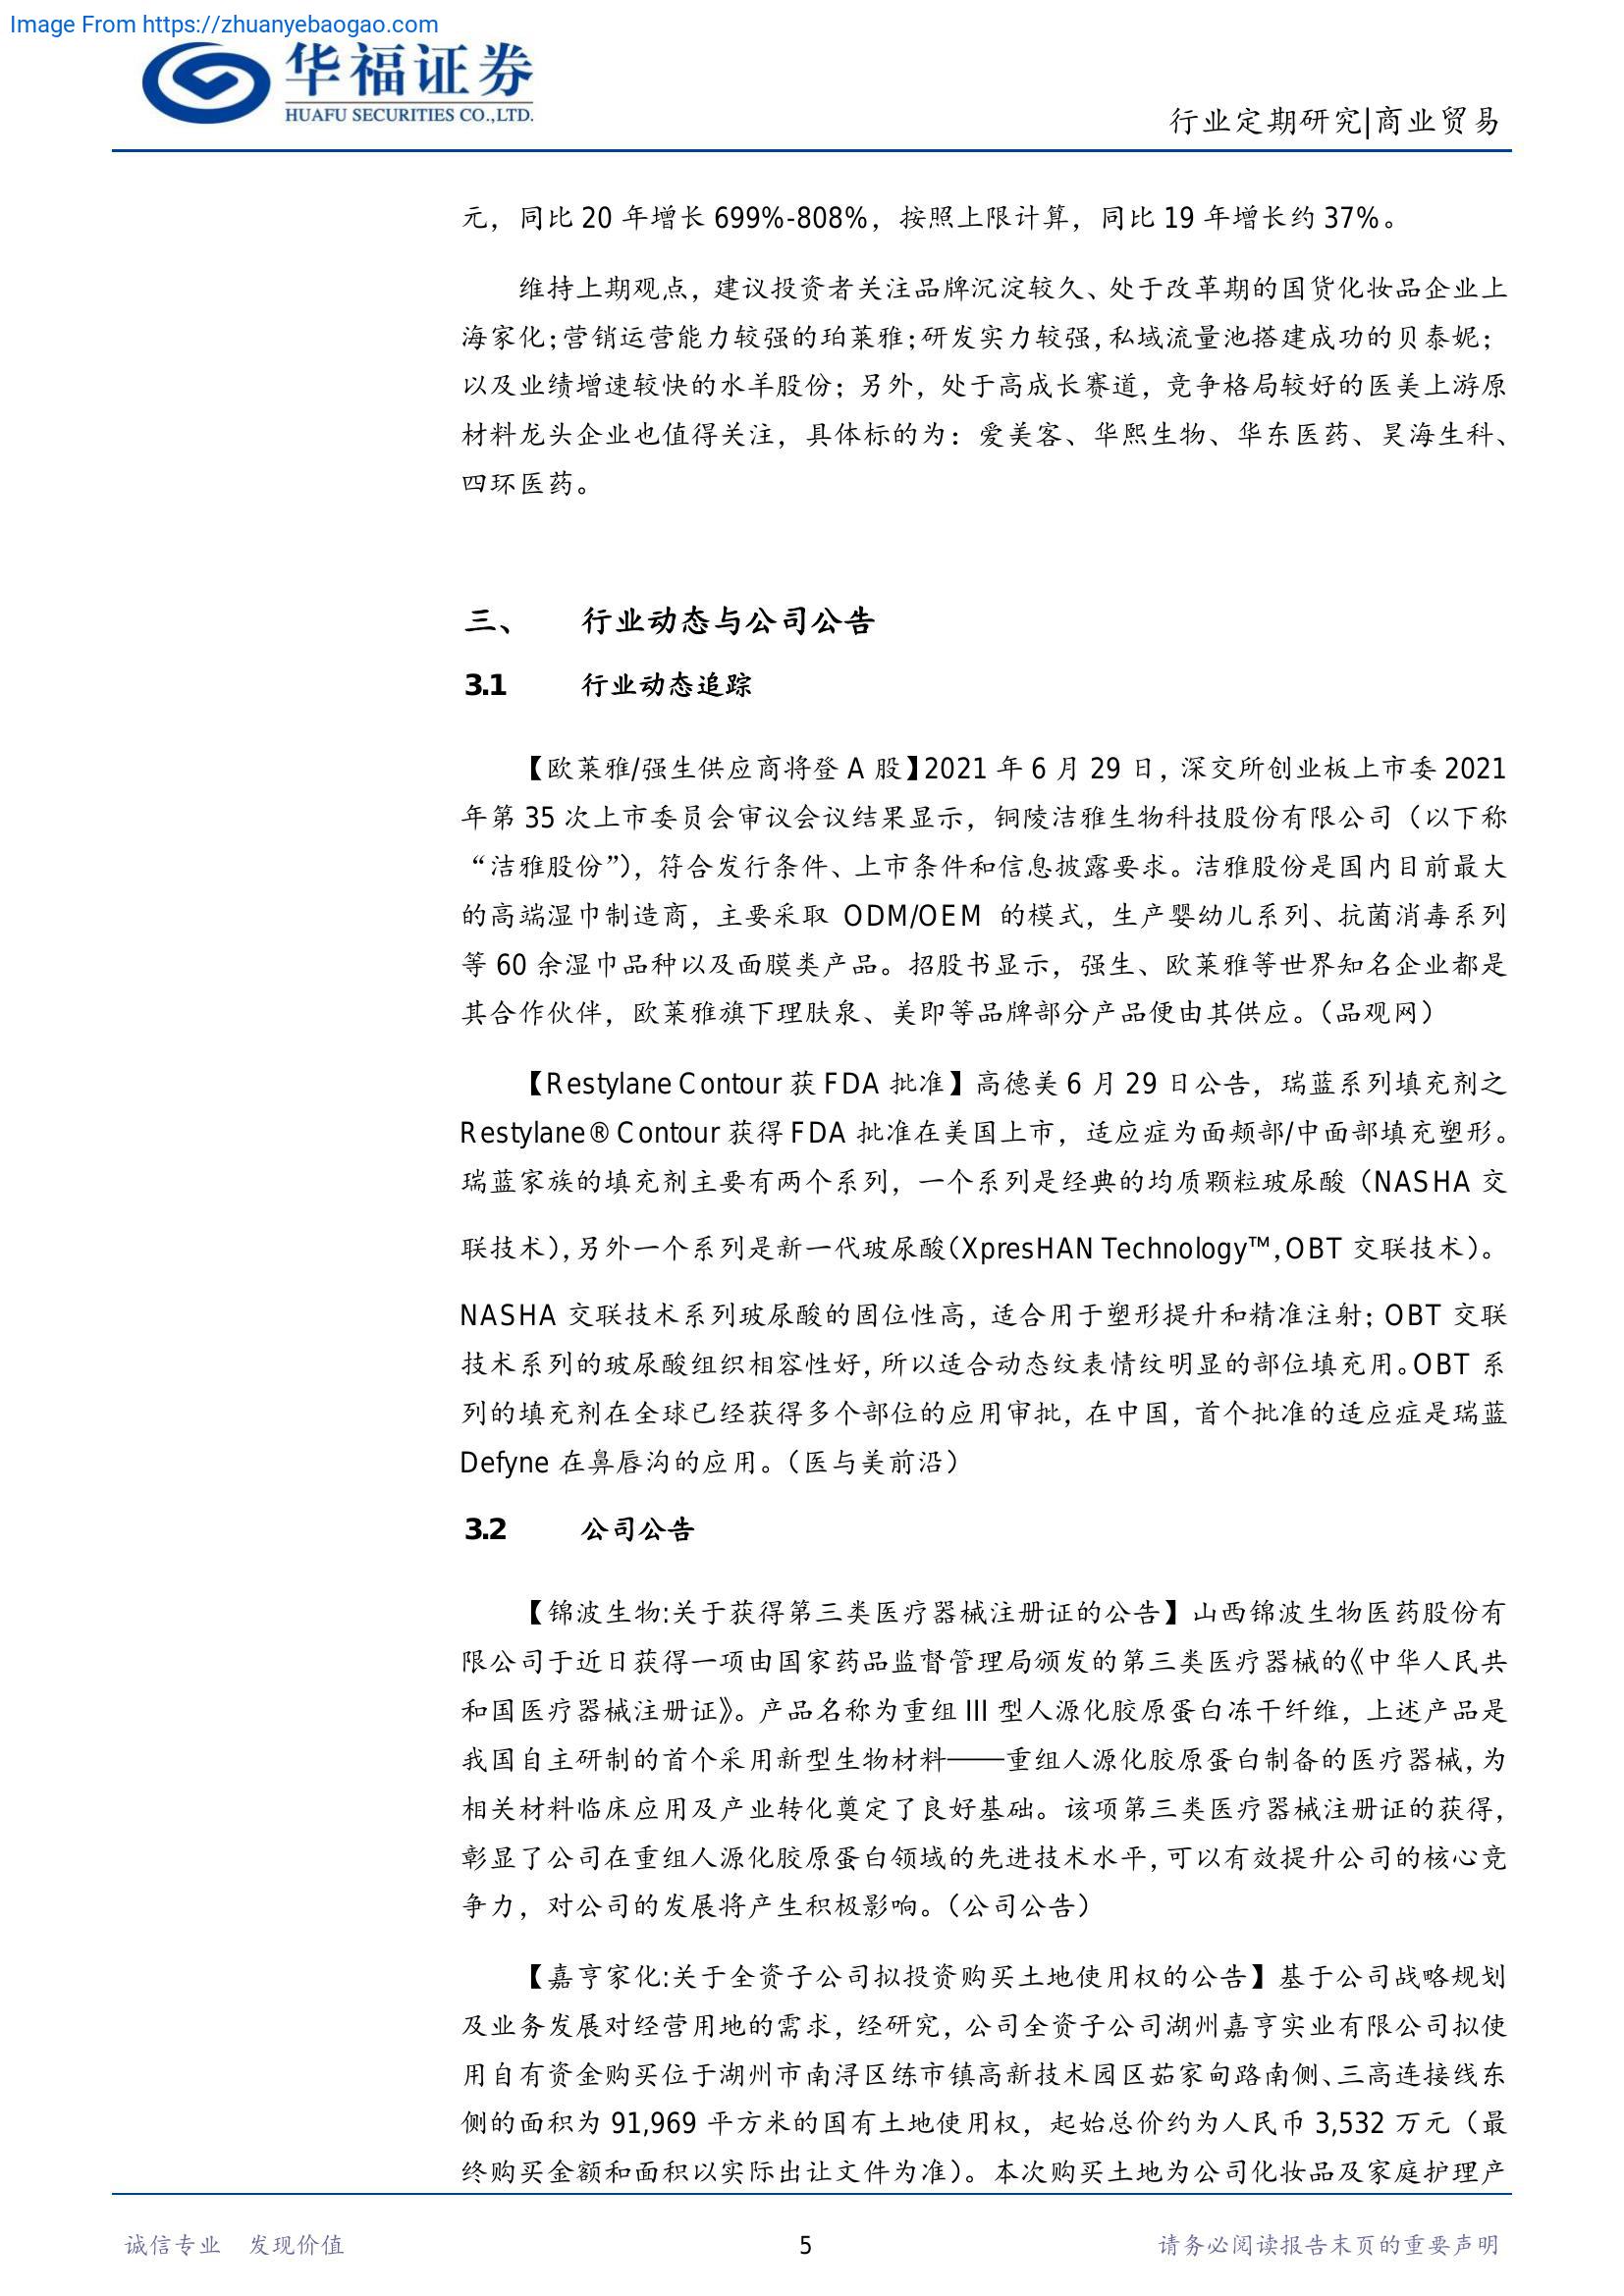 Image From https://zhuanyebaogao.com
华福证券
HUAFU SECURITIES CO.,LTD.
行业定期研究|商业贸易
元，同比 20 年增长 699%-808%，按照上限计算，同比 19 年增长约 37%。
维持上期观点，建议投资者关注品牌沉淀较久、处于改革期的国货化妆品企业上
海家化；营销运营能力较强的珀莱雅；研发实力较强，私域流量池搭建成功的贝泰妮；
以及业绩增速较快的水羊股份；另外，处于高成长赛道，竞争格局较好的医美上游原
材料龙头企业也值得关注，具体标的为：爱美客、华熙生物、华东医药、昊海生科、
四环医药。
三、 行业动态与公司公告
3.1 行业动态追踪
【欧莱雅/强生供应商将登 A 股】2021 年 6 月 29 日，深交所创业板上市委 2021
年第 35 次上市委员会审议会议结果显示，铜陵洁雅生物科技股份有限公司（以下称
“洁雅股份”），符合发行条件、上市条件和信息披露要求。洁雅股份是国内目前最大
的高端湿巾制造商，主要采取 ODM/OEM 的模式，生产婴幼儿系列、抗菌消毒系列
等 60 余湿巾品种以及面膜类产品。招股书显示，强生、欧莱雅等世界知名企业都是
其合作伙伴，欧莱雅旗下理肤泉、美即等品牌部分产品便由其供应。（品观网）
【Restylane Contour 获 FDA 批准】高德美 6 月 29 日公告，瑞蓝系列填充剂之
Restylane® Contour 获得 FDA 批准在美国上市，适应症为面颊部/中面部填充塑形。
瑞蓝家族的填充剂主要有两个系列，一个系列是经典的均质颗粒玻尿酸（NASHA 交
联技术），另外一个系列是新一代玻尿酸（XpresHAN Technology™，OBT 交联技术）。
NASHA 交联技术系列玻尿酸的固位性高，适合用于塑形提升和精准注射；OBT 交联
技术系列的玻尿酸组织相容性好，所以适合动态纹表情纹明显的部位填充用。OBT 系
列的填充剂在全球已经获得多个部位的应用审批，在中国，首个批准的适应症是瑞蓝
Defyne 在鼻唇沟的应用。（医与美前沿）
3.2 公司公告
【锦波生物:关于获得第三类医疗器械注册证的公告】山西锦波生物医药股份有
限公司于近日获得一项由国家药品监督管理局颁发的第三类医疗器械的《中华人民共
和国医疗器械注册证》。产品名称为重组 III 型人源化胶原蛋白冻干纤维，上述产品是
我国自主研制的首个采用新型生物材料——重组人源化胶原蛋白制备的医疗器械，为
相关材料临床应用及产业转化奠定了良好基础。该项第三类医疗器械注册证的获得，
彰显了公司在重组人源化胶原蛋白领域的先进技术水平，可以有效提升公司的核心竞
争力，对公司的发展将产生积极影响。（公司公告）
【嘉亨家化:关于全资子公司拟投资购买土地使用权的公告】基于公司战略规划
及业务发展对经营用地的需求，经研究，公司全资子公司湖州嘉亨实业有限公司拟使
用自有资金购买位于湖州市南浔区练市镇高新技术园区茹家甸路南侧、三高连接线东
侧的面积为 91,969 平方米的国有土地使用权，起始总价约为人民币 3,532 万元（最
终购买金额和面积以实际出让文件为准）。本次购买土地为公司化妆品及家庭护理产
诚信专业 发现价值
5
请务必阅读报告末页的重要声明